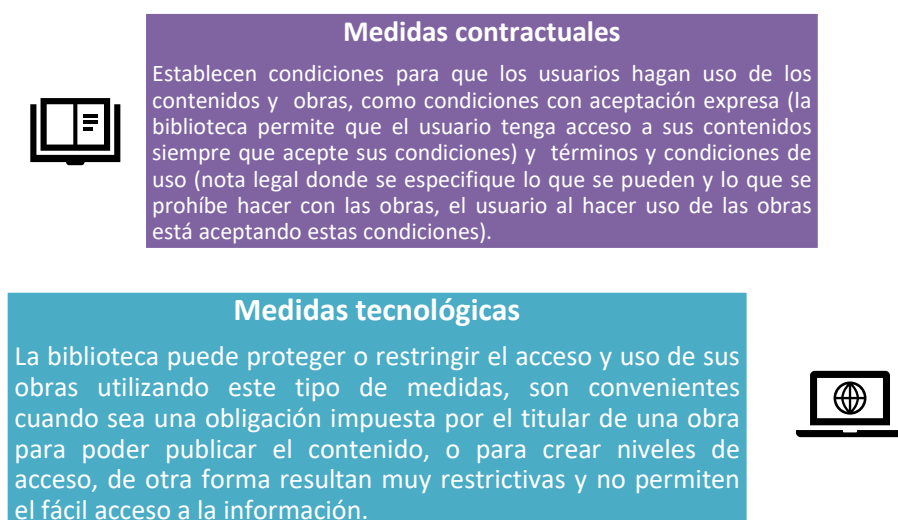 Medidas contractuales
Establecen condiciones para que los usuarios hagan uso de los
contenidos y obras, como condiciones con aceptación expresa (la
biblioteca permite que el usuario tenga acceso a sus contenidos
siempre que acepte sus condiciones) y términos y condiciones de
uso (nota legal donde se especifique lo que se pueden y lo que se
prohíbe hacer con las obras, el usuario al hacer uso de las obras
está aceptando estas condiciones).
Medidas tecnológicas
La biblioteca puede proteger o restringir el acceso y uso de sus
obras utilizando este tipo de medidas, son convenientes
cuando sea una obligación impuesta por el titular de una obra
para poder publicar el contenido, o para crear niveles de
acceso, de otra forma resultan muy restrictivas y no permiten
el fácil acceso a la información.